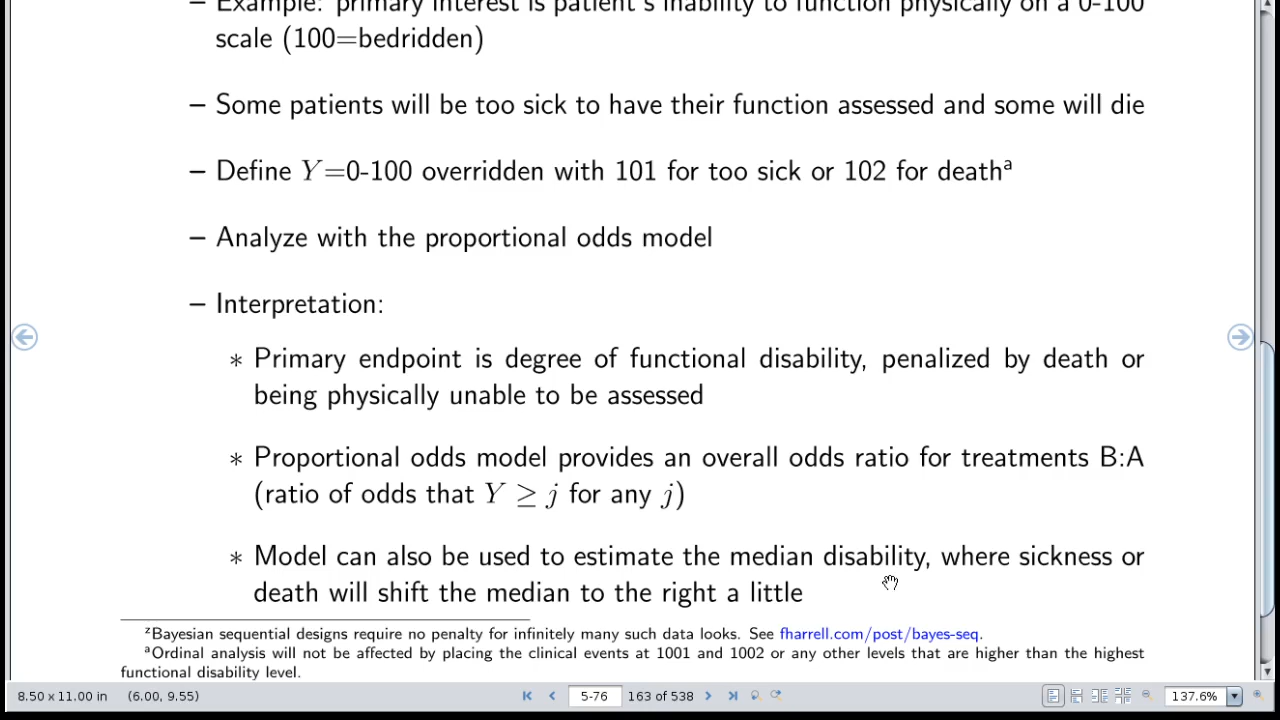 – Example: primary interest is patient's inability to function physically on a 0-100
scale (100=bedridden)
– Some patients will be too sick to have their function assessed and some will die
– Define Y=0-100 overridden with 101 for too sick or 102 for deathᵃ
– Analyze with the proportional odds model
– Interpretation:
∗ Primary endpoint is degree of functional disability, penalized by death or
being physically unable to be assessed
∗ Proportional odds model provides an overall odds ratio for treatments B:A
(ratio of odds that Y ≥ j for any j)
∗ Model can also be used to estimate the median disability, where sickness or
death will shift the median to the right a little
ᶻBayesian sequential designs require no penalty for infinitely many such data looks. See fharrell.com/post/bayes-seq.
ᵃOrdinal analysis will not be affected by placing the clinical events at 1001 and 1002 or any other levels that are higher than the highest
functional disability level.
8.50 x 11.00 in (6.00, 9.55) 5-76 163 of 538 137.6%